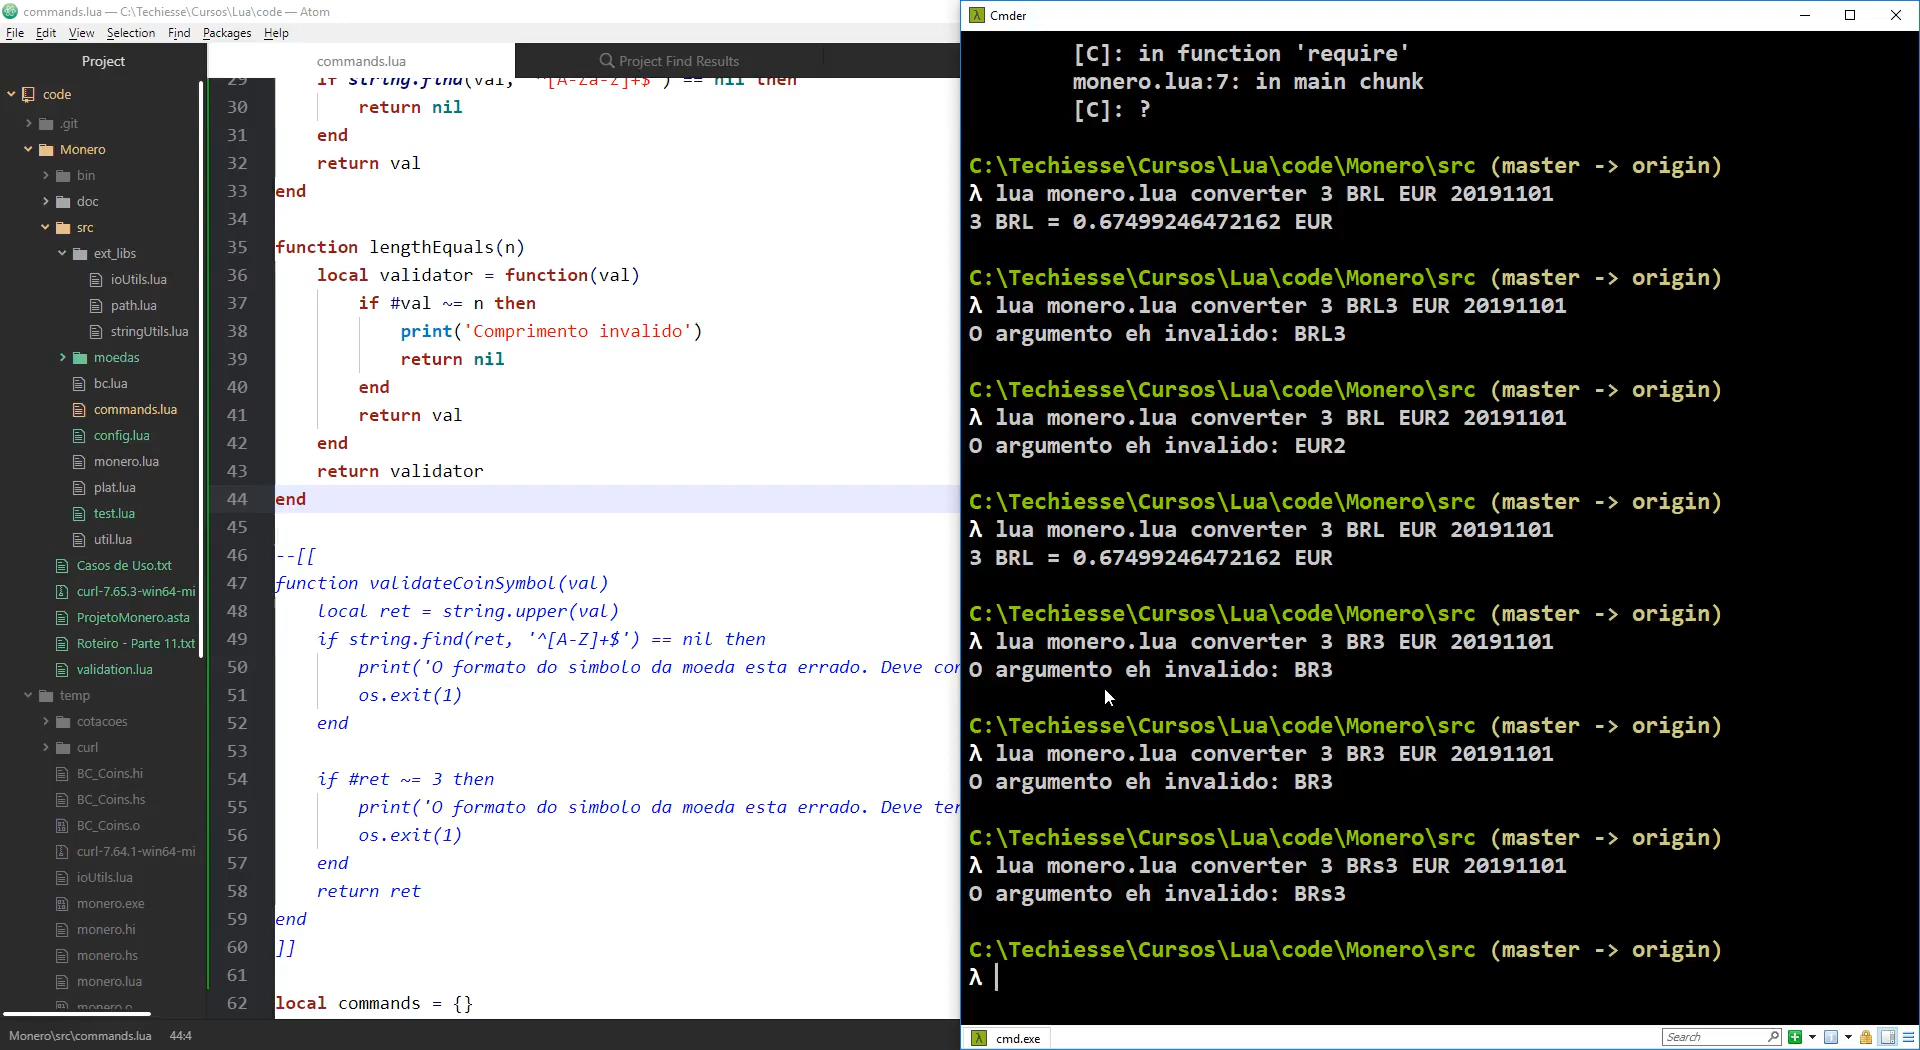 commands.lua — C:\Techiesse\Cursos\Lua\code — Atom
File Edit View Selection Find Packages Help
Project
code
.git
Monero
bin
doc
src
ext_libs
ioUtils.lua
path.lua
stringUtils.lua
moedas
bc.lua
commands.lua
config.lua
monero.lua
plat.lua
test.lua
util.lua
Casos de Uso.txt
curl-7.65.3-win64-mi
ProjetoMonero.asta
Roteiro - Parte 11.txt
validation.lua
temp
cotacoes
curl
BC_Coins.hi
BC_Coins.hs
BC_Coins.o
curl-7.64.1-win64-mi
ioUtils.lua
monero.exe
monero.hi
monero.hs
monero.lua
monero.o
commands.lua
Project Find Results
29 if string.find(val, '^[A-Za-z]+$') == nil then
30 return nil
31 end
32 return val
33 end
34
35 function lengthEquals(n)
36 local validator = function(val)
37 if #val ~= n then
38 print('Comprimento invalido')
39 return nil
40 end
41 return val
42 end
43 return validator
44 end
45
46 --[[
47 function validateCoinSymbol(val)
48 local ret = string.upper(val)
49 if string.find(ret, '^[A-Z]+$') == nil then
50 print('O formato do simbolo da moeda esta errado. Deve con
51 os.exit(1)
52 end
53
54 if #ret ~= 3 then
55 print('O formato do simbolo da moeda esta errado. Deve ter
56 os.exit(1)
57 end
58 return ret
59 end
60 ]]
61
62 local commands = {}
Monero\src\commands.lua 44:4
Cmder
[C]: in function 'require'
monero.lua:7: in main chunk
[C]: ?
C:\Techiesse\Cursos\Lua\code\Monero\src (master -> origin)
λ lua monero.lua converter 3 BRL EUR 20191101
3 BRL = 0.67499246472162 EUR
C:\Techiesse\Cursos\Lua\code\Monero\src (master -> origin)
λ lua monero.lua converter 3 BRL3 EUR 20191101
O argumento eh invalido: BRL3
C:\Techiesse\Cursos\Lua\code\Monero\src (master -> origin)
λ lua monero.lua converter 3 BRL EUR2 20191101
O argumento eh invalido: EUR2
C:\Techiesse\Cursos\Lua\code\Monero\src (master -> origin)
λ lua monero.lua converter 3 BRL EUR 20191101
3 BRL = 0.67499246472162 EUR
C:\Techiesse\Cursos\Lua\code\Monero\src (master -> origin)
λ lua monero.lua converter 3 BR3 EUR 20191101
O argumento eh invalido: BR3
C:\Techiesse\Cursos\Lua\code\Monero\src (master -> origin)
λ lua monero.lua converter 3 BR3 EUR 20191101
O argumento eh invalido: BR3
C:\Techiesse\Cursos\Lua\code\Monero\src (master -> origin)
λ lua monero.lua converter 3 BRs3 EUR 20191101
O argumento eh invalido: BRs3
C:\Techiesse\Cursos\Lua\code\Monero\src (master -> origin)
λ
cmd.exe
Search